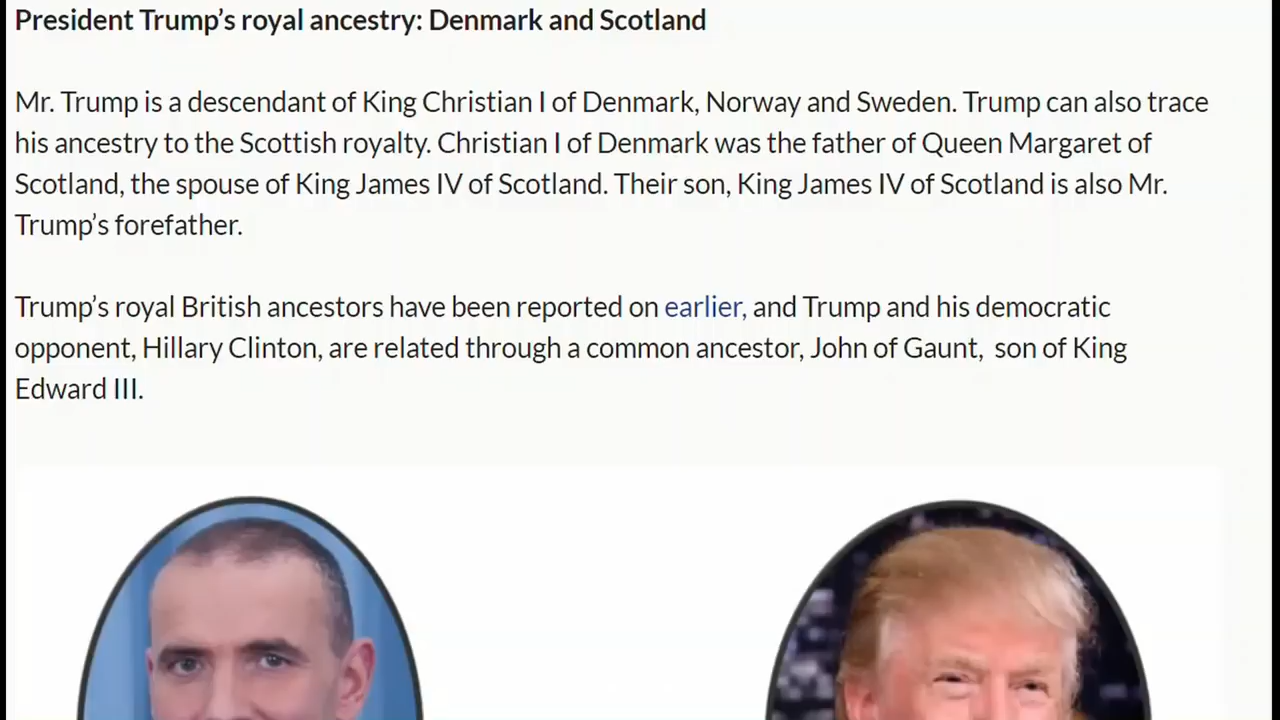 President Trump’s royal ancestry: Denmark and Scotland
Mr. Trump is a descendant of King Christian I of Denmark, Norway and Sweden. Trump can also trace
his ancestry to the Scottish royalty. Christian I of Denmark was the father of Queen Margaret of
Scotland, the spouse of King James IV of Scotland. Their son, King James IV of Scotland is also Mr.
Trump’s forefather.
Trump’s royal British ancestors have been reported on earlier, and Trump and his democratic
opponent, Hillary Clinton, are related through a common ancestor, John of Gaunt,  son of King
Edward III.